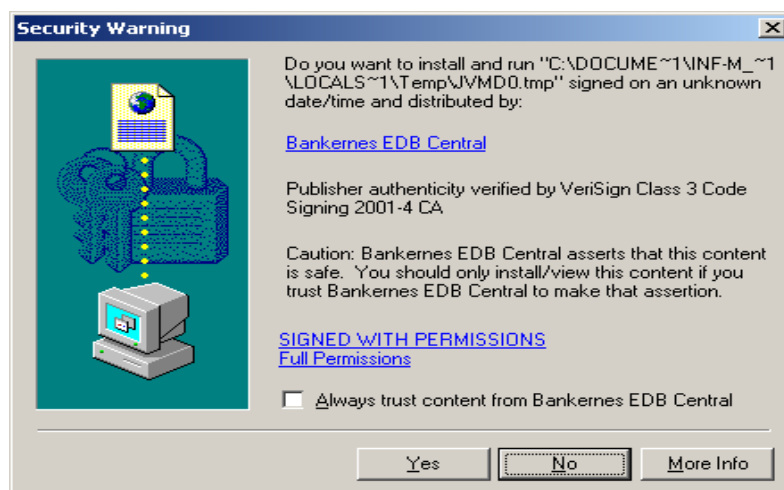 Security Warning
Do you want to install and run "C:\DOCUME~1\INF-M_~1
\LOCALS~1\Temp\JVMD0.tmp" signed on an unknown
date/time and distributed by:
Bankernes EDB Central
Publisher authenticity verified by VeriSign Class 3 Code
Signing 2001-4 CA
Caution: Bankernes EDB Central asserts that this content
is safe.  You should only install/view this content if you
trust Bankernes EDB Central to make that assertion.
SIGNED WITH PERMISSIONS
Full Permissions
Always trust content from Bankernes EDB Central
Yes No More Info